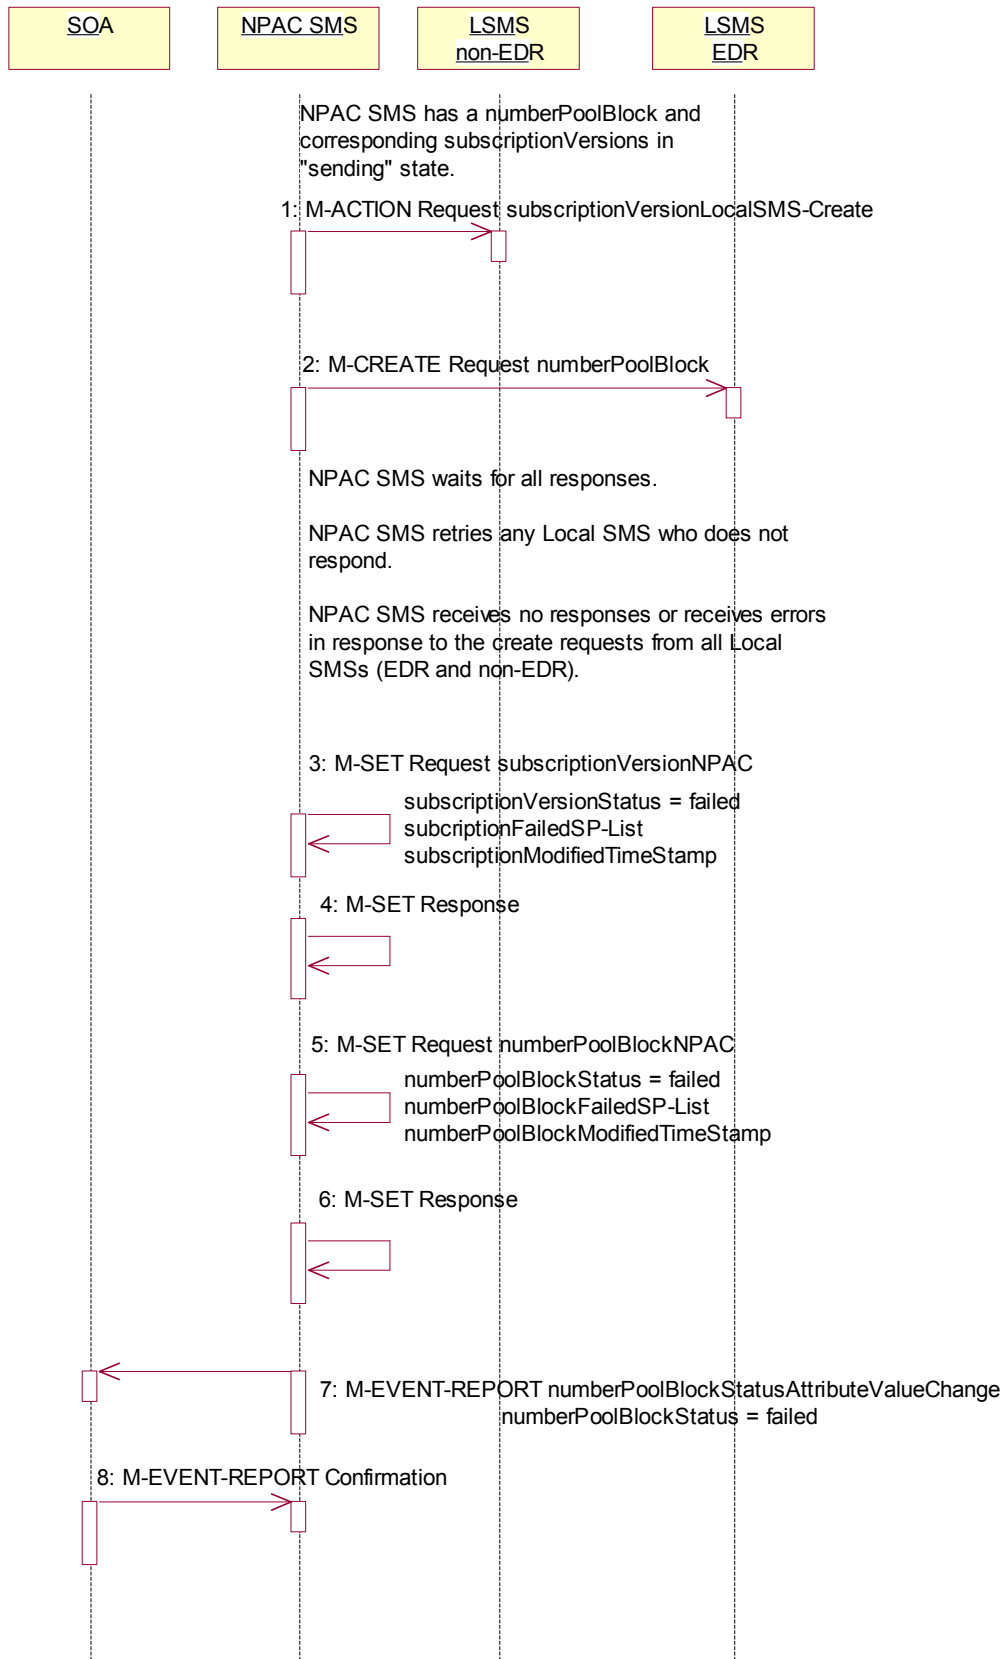 SOA
NPAC SMS
LSMS
non-EDR
LSMS
EDR
NPAC SMS has a numberPoolBlock and
corresponding subscriptionVersions in
"sending" state.
1: M-ACTION Request subscriptionVersionLocalSMS-Create
2: M-CREATE Request numberPoolBlock
NPAC SMS waits for all responses.
NPAC SMS retries any Local SMS who does not
respond.
NPAC SMS receives no responses or receives errors
in response to the create requests from all Local
SMSs (EDR and non-EDR).
3: M-SET Request subscriptionVersionNPAC
subscriptionVersionStatus = failed
subcriptionFailedSP-List
subscriptionModifiedTimeStamp
4: M-SET Response
5: M-SET Request numberPoolBlockNPAC
numberPoolBlockStatus = failed
numberPoolBlockFailedSP-List
numberPoolBlockModifiedTimeStamp
6: M-SET Response
7: M-EVENT-REPORT numberPoolBlockStatusAttributeValueChange
numberPoolBlockStatus = failed
8: M-EVENT-REPORT Confirmation